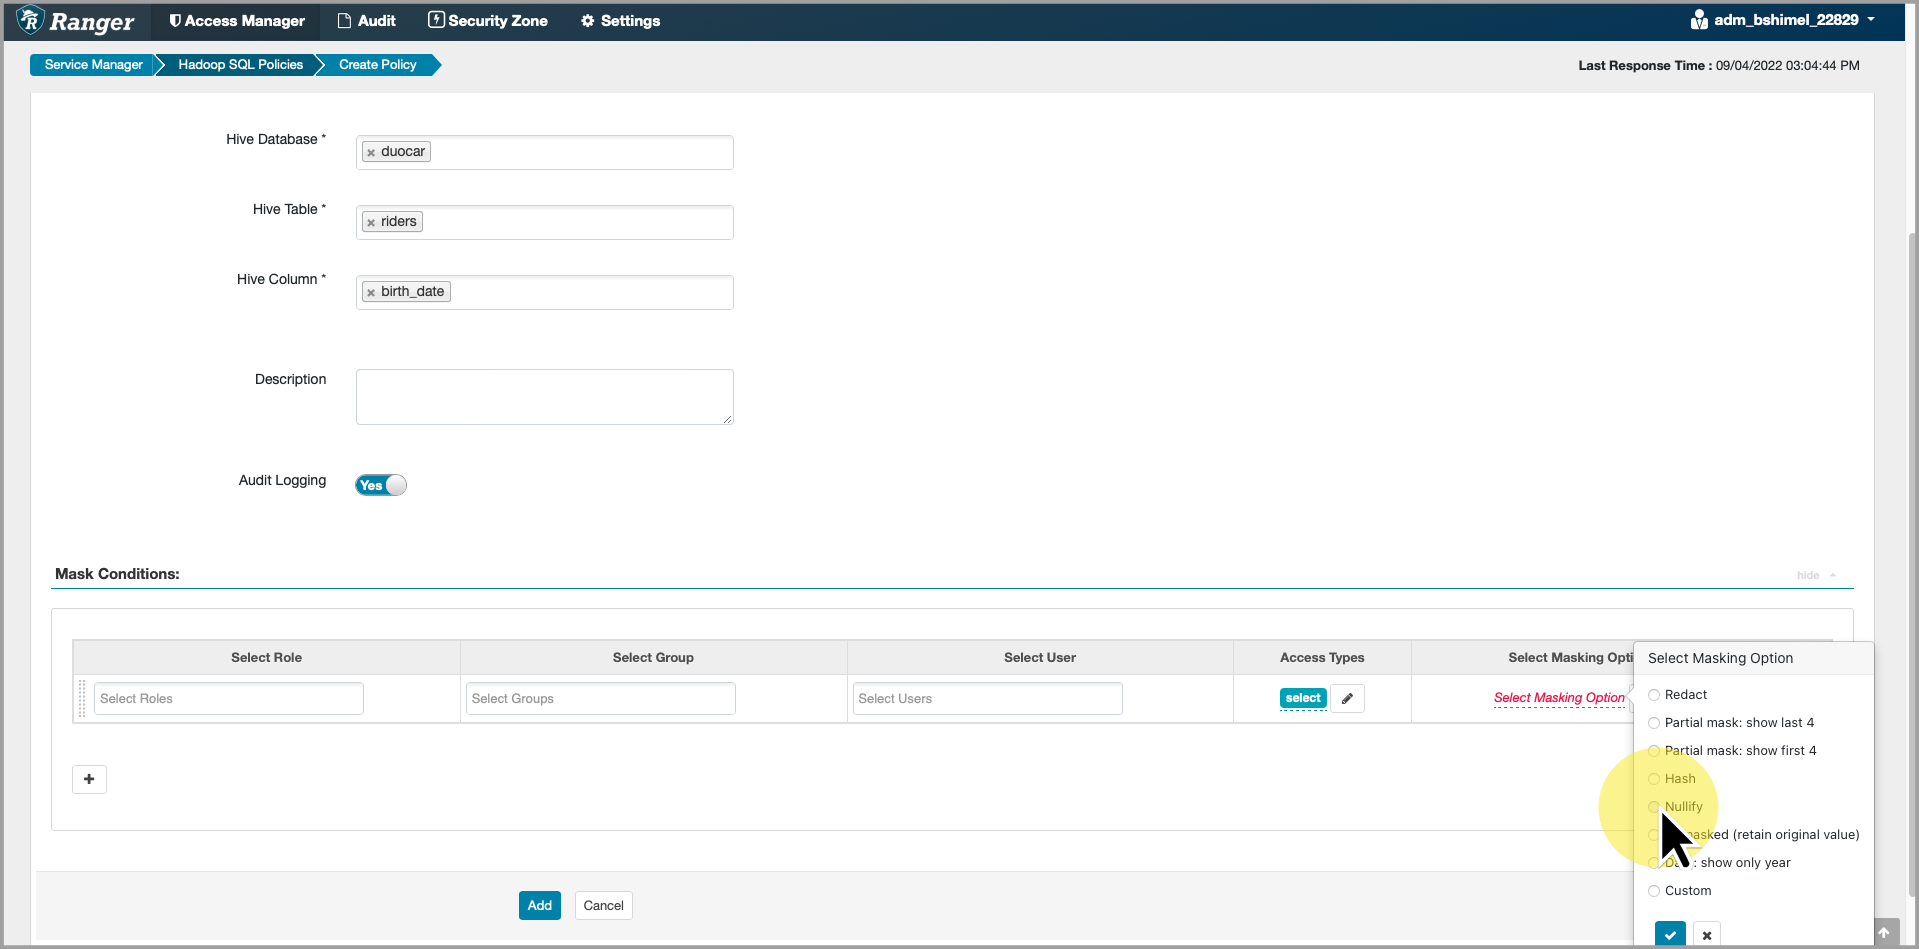 Ranger Access Manager Audit Security Zone Settings adm_bshimel_22829
Service Manager Hadoop SQL Policies Create Policy Last Response Time : 09/04/2022 03:04:44 PM
Hive Database * × duocar
Hive Table * × riders
Hive Column * × birth_date
Description
Audit Logging Yes
Mask Conditions: hide
Select Role Select Group Select User Access Types Select Masking Opti
Select Roles Select Groups Select Users select Select Masking Option
+
Select Masking Option
Redact
Partial mask: show last 4
Partial mask: show first 4
Hash
Nullify
(retain original value)
: show only year
Custom
Add Cancel